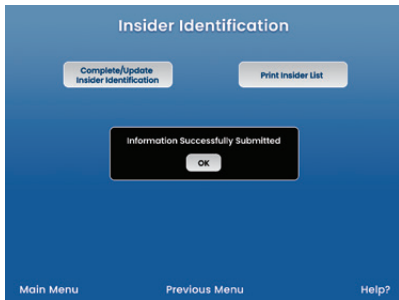 Insider Identification
Complete/Update
Insider Identification
Print Insider List
Information Successfully Submitted
OK
Main Menu
Previous Menu
Help?